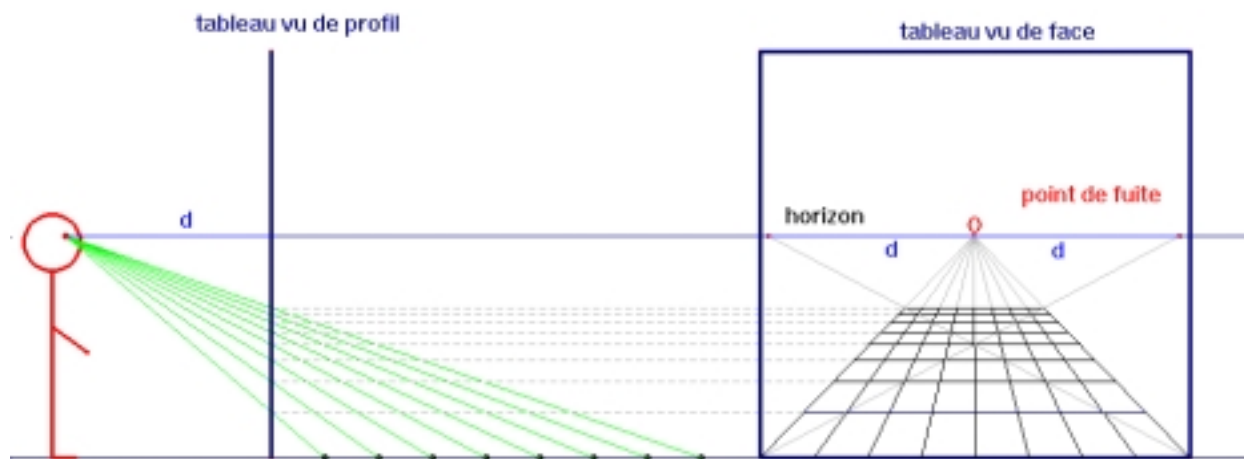 tableau vu de profil
tableau vu de face
point de fuite
horizon
O
d
d
d